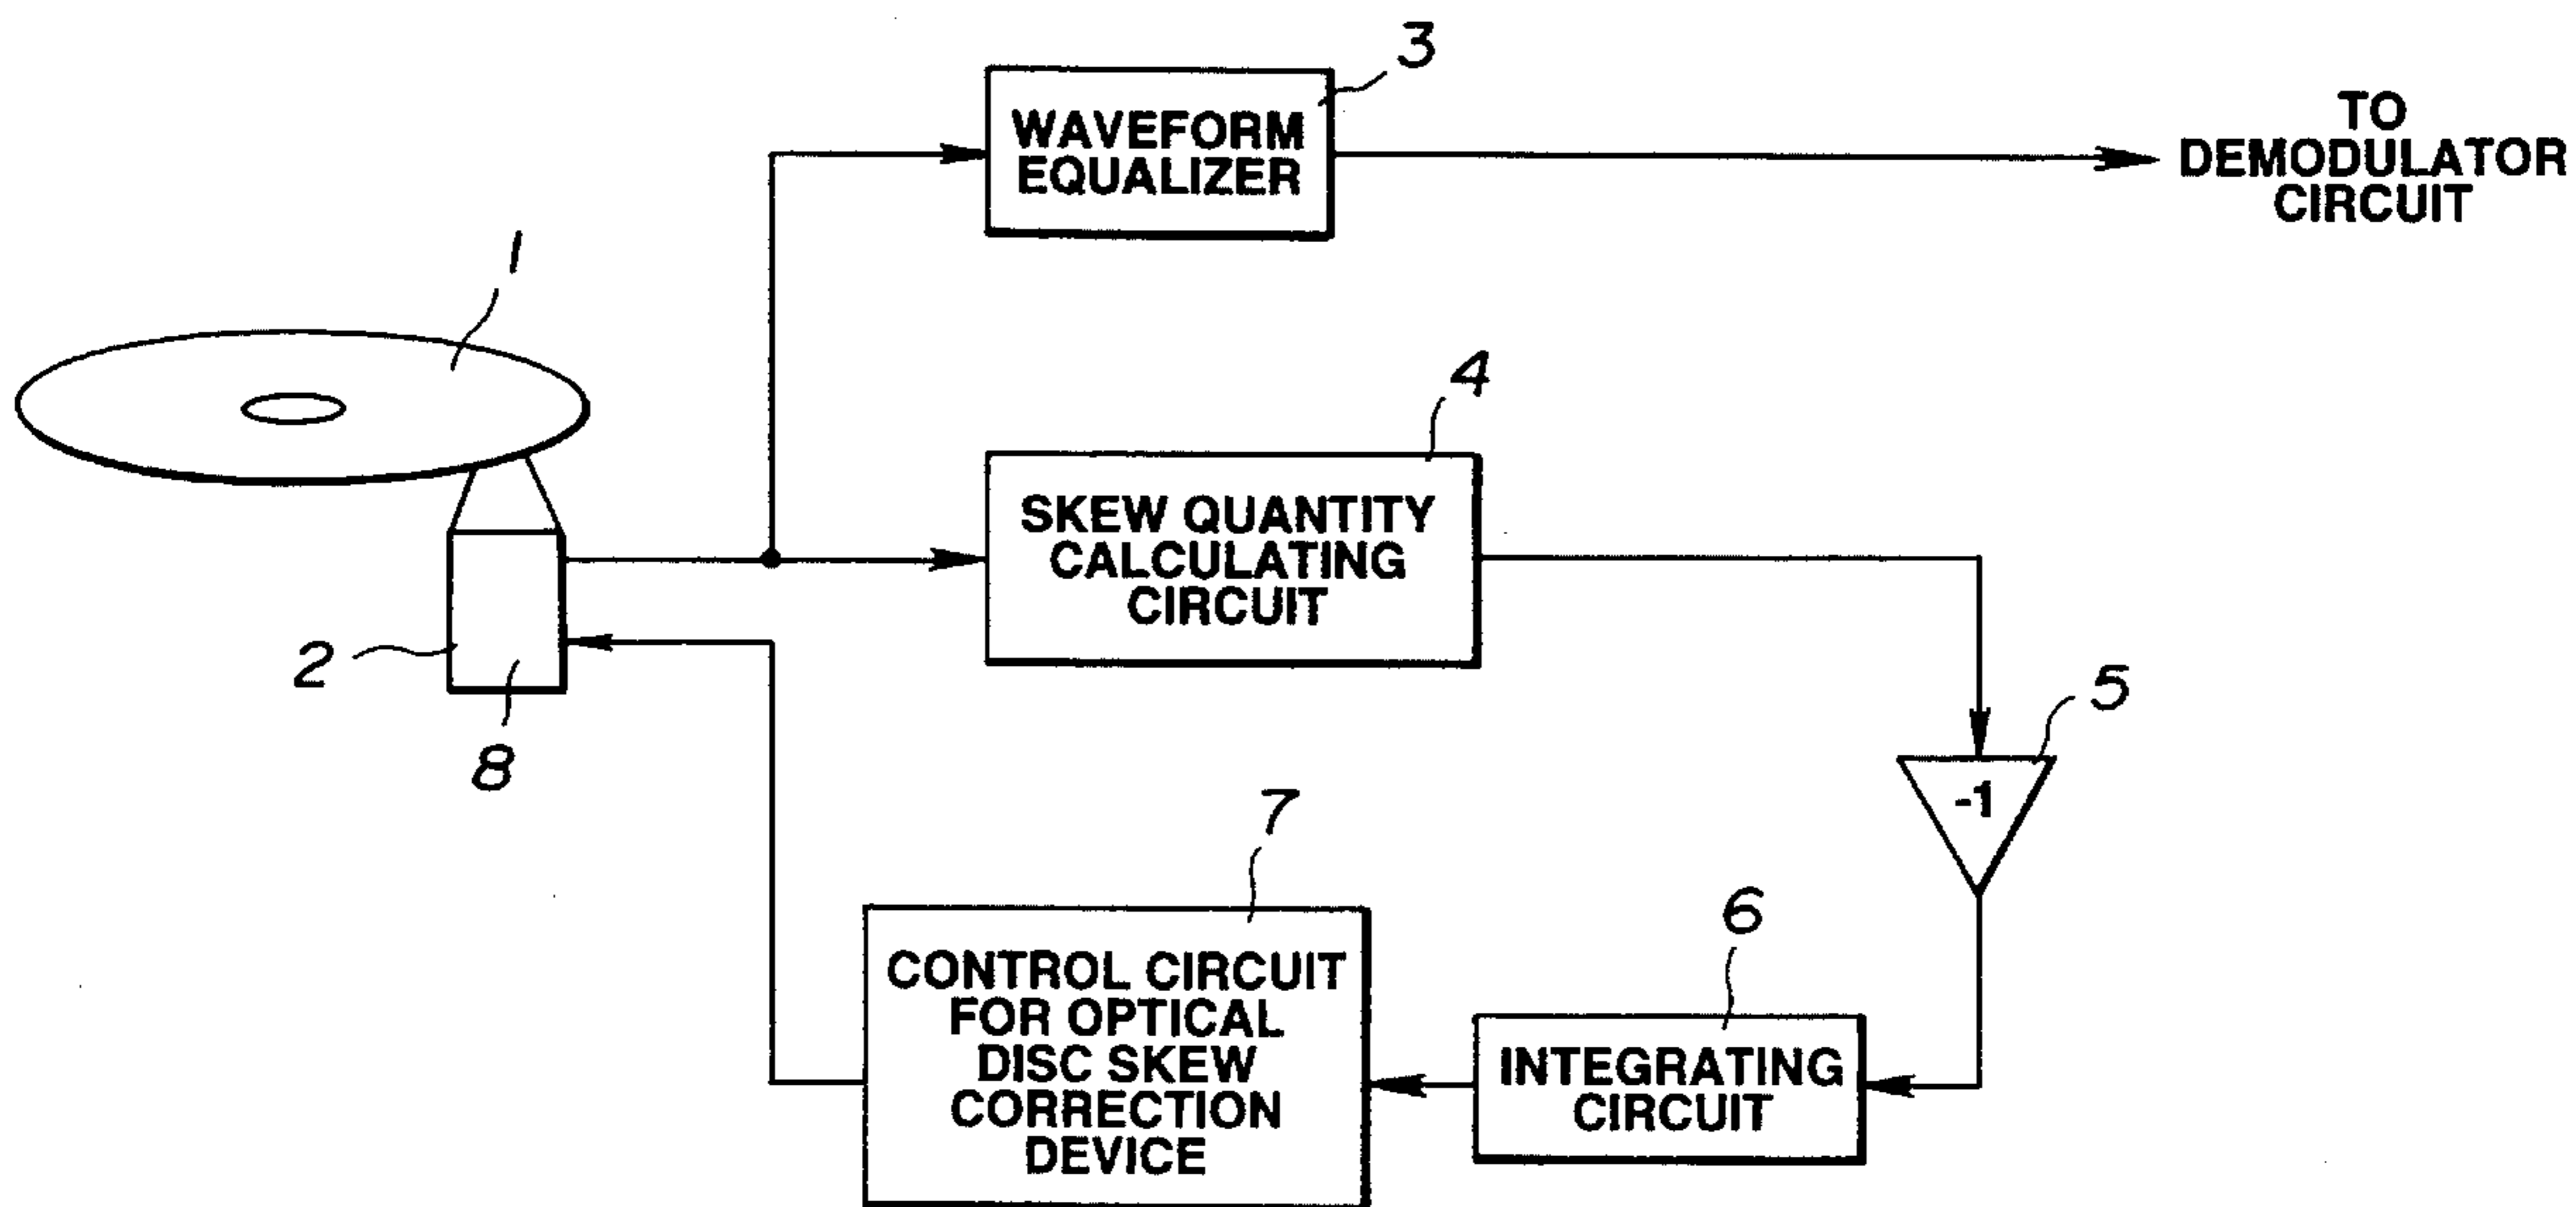 3
WAVEFORM
EQUALIZER
TO
DEMODULATOR
CIRCUIT
1
4
SKEW QUANTITY
CALCULATING
CIRCUIT
2
8
5
-1
7
CONTROL CIRCUIT
FOR OPTICAL
DISC SKEW
CORRECTION
DEVICE
6
INTEGRATING
CIRCUIT